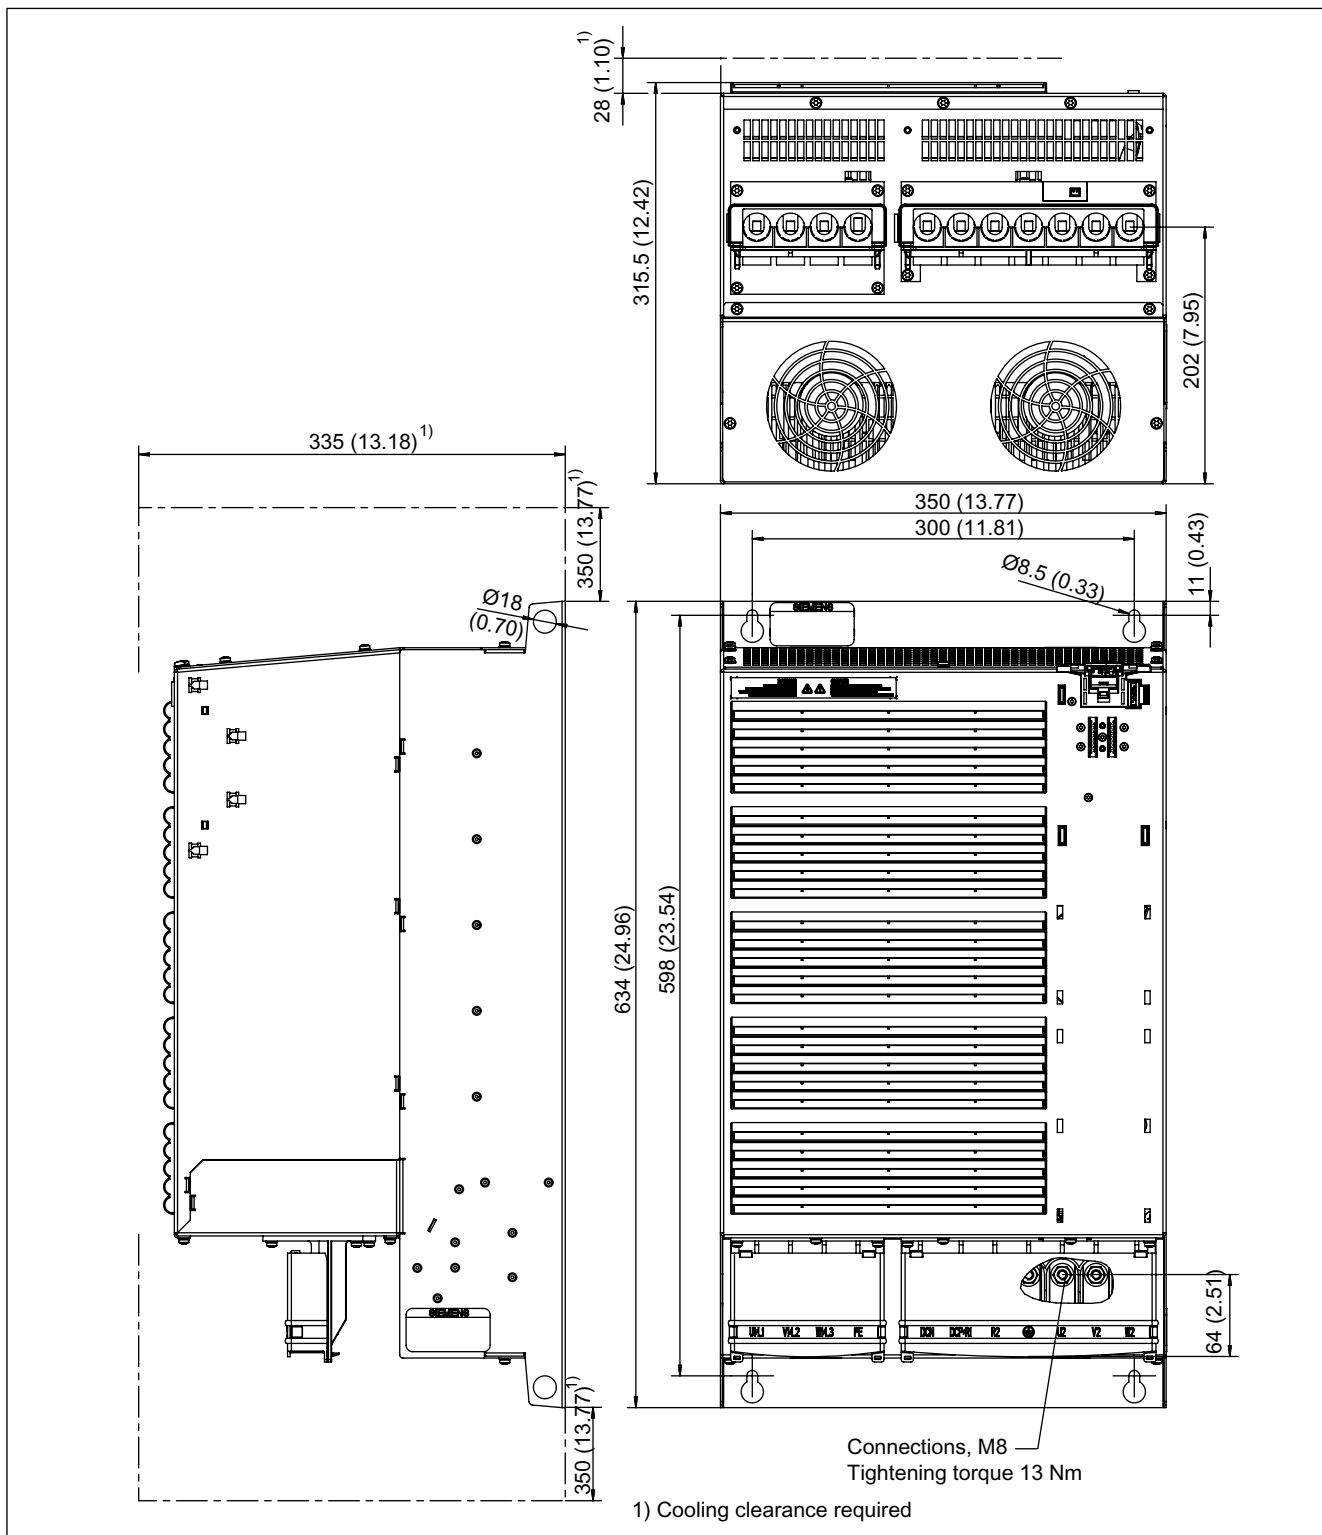 28 (1.10) 1)
315.5 (12.42)
202 (7.95)
335 (13.18) 1)
350 (13.77) 1)
350 (13.77)
300 (11.81)
11 (0.43)
Ø8.5 (0.33)
Ø18
(0.70)
SIEMENS
634 (24.96)
598 (23.54)
SIEMENS
U1/L1 V1/L2 W1/L3 PE
DCN DCP/R1 R2 U2 V2 W2
64 (2.51)
350 (13.77) 1)
Connections, M8
Tightening torque 13 Nm
1) Cooling clearance required